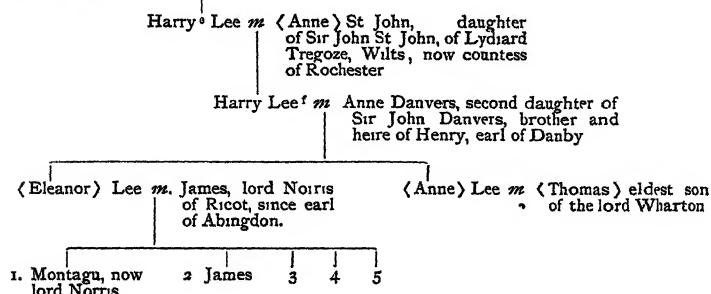 Harry ᵉ Lee m ⟨Anne⟩ St John, daughter
of Sir John St John, of Lydiard
Tregoze, Wilts, now countess
of Rochester
Harry Lee ᶠ m Anne Danvers, second daughter of
Sir John Danvers, brother and
heire of Henry, earl of Danby
⟨Eleanor⟩ Lee m. James, lord Norris
of Ricot, since earl
of Abingdon.
⟨Anne⟩ Lee m ⟨Thomas⟩ eldest son
of the lord Wharton
1. Montagu, now
lord Norris
2 James
3
4
5